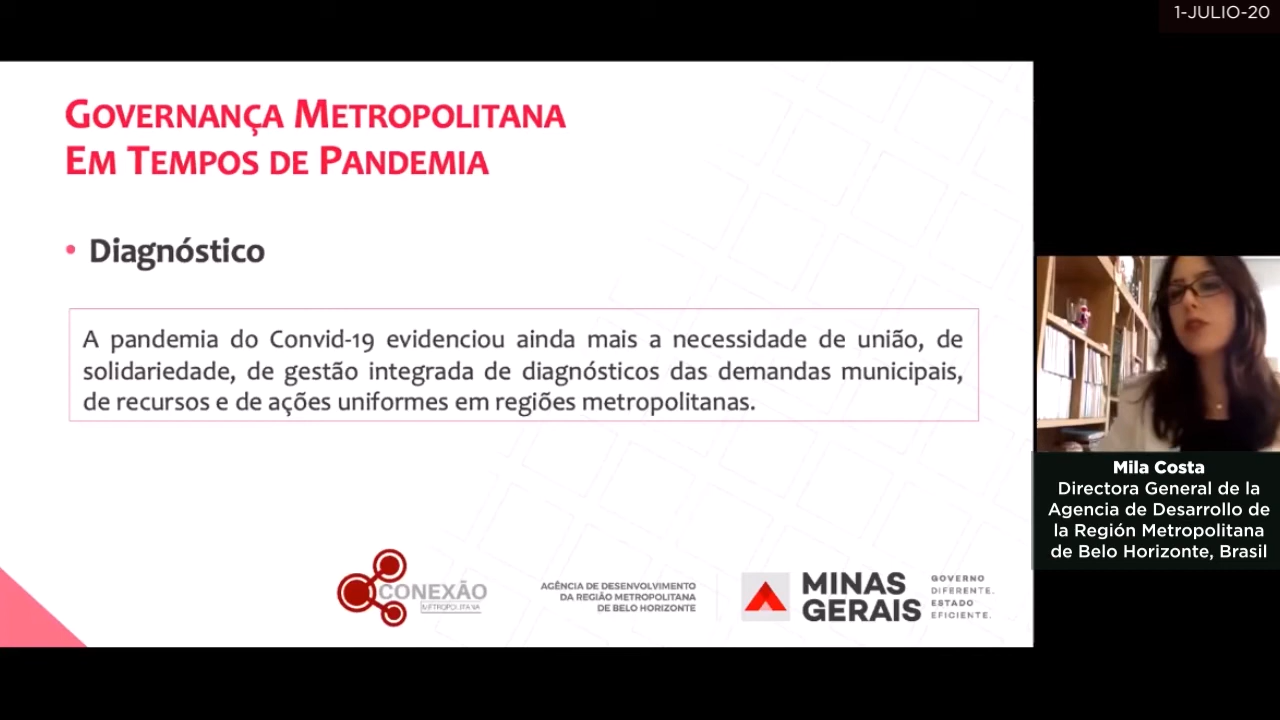 1-JULIO-20
GOVERNANÇA METROPOLITANA
EM TEMPOS DE PANDEMIA
• Diagnóstico
A pandemia do Convid-19 evidenciou ainda mais a necessidade de união, de
solidariedade, de gestão integrada de diagnósticos das demandas municipais,
de recursos e de ações uniformes em regiões metropolitanas.
Mila Costa
Directora General de la
Agencia de Desarrollo de
la Región Metropolitana
de Belo Horizonte, Brasil
CONEXÃO
METROPOLITANA
AGÊNCIA DE DESENVOLVIMENTO
DA REGIÃO METROPOLITANA
DE BELO HORIZONTE
MINAS
GERAIS
GOVERNO
DIFERENTE.
ESTADO
EFICIENTE.